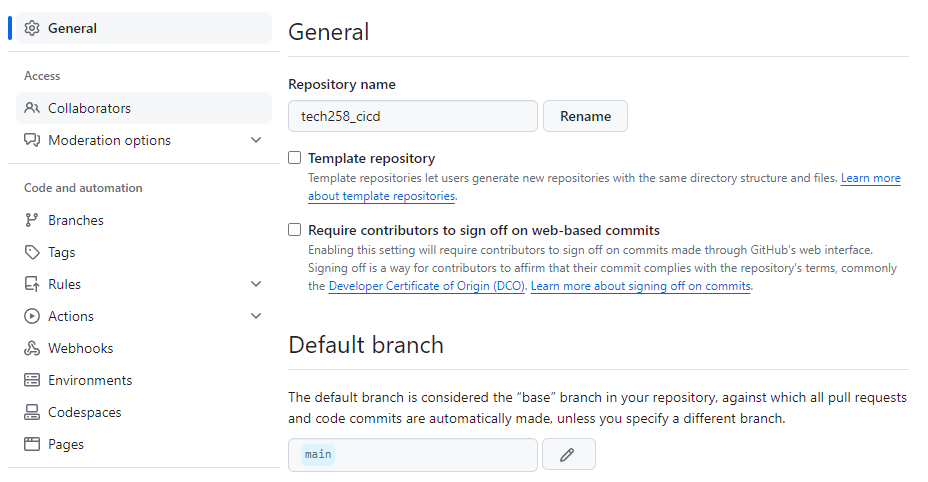 General
Access
Collaborators
Moderation options
Code and automation
Branches
Tags
Rules
Actions
Webhooks
Environments
Codespaces
Pages
General
Repository name
tech258_cicd
Rename
Template repository
Template repositories let users generate new repositories with the same directory structure and files. Learn more
about template repositories.
Require contributors to sign off on web-based commits
Enabling this setting will require contributors to sign off on commits made through GitHub's web interface.
Signing off is a way for contributors to affirm that their commit complies with the repository's terms, commonly
the Developer Certificate of Origin (DCO). Learn more about signing off on commits.
Default branch
The default branch is considered the “base” branch in your repository, against which all pull requests
and code commits are automatically made, unless you specify a different branch.
main